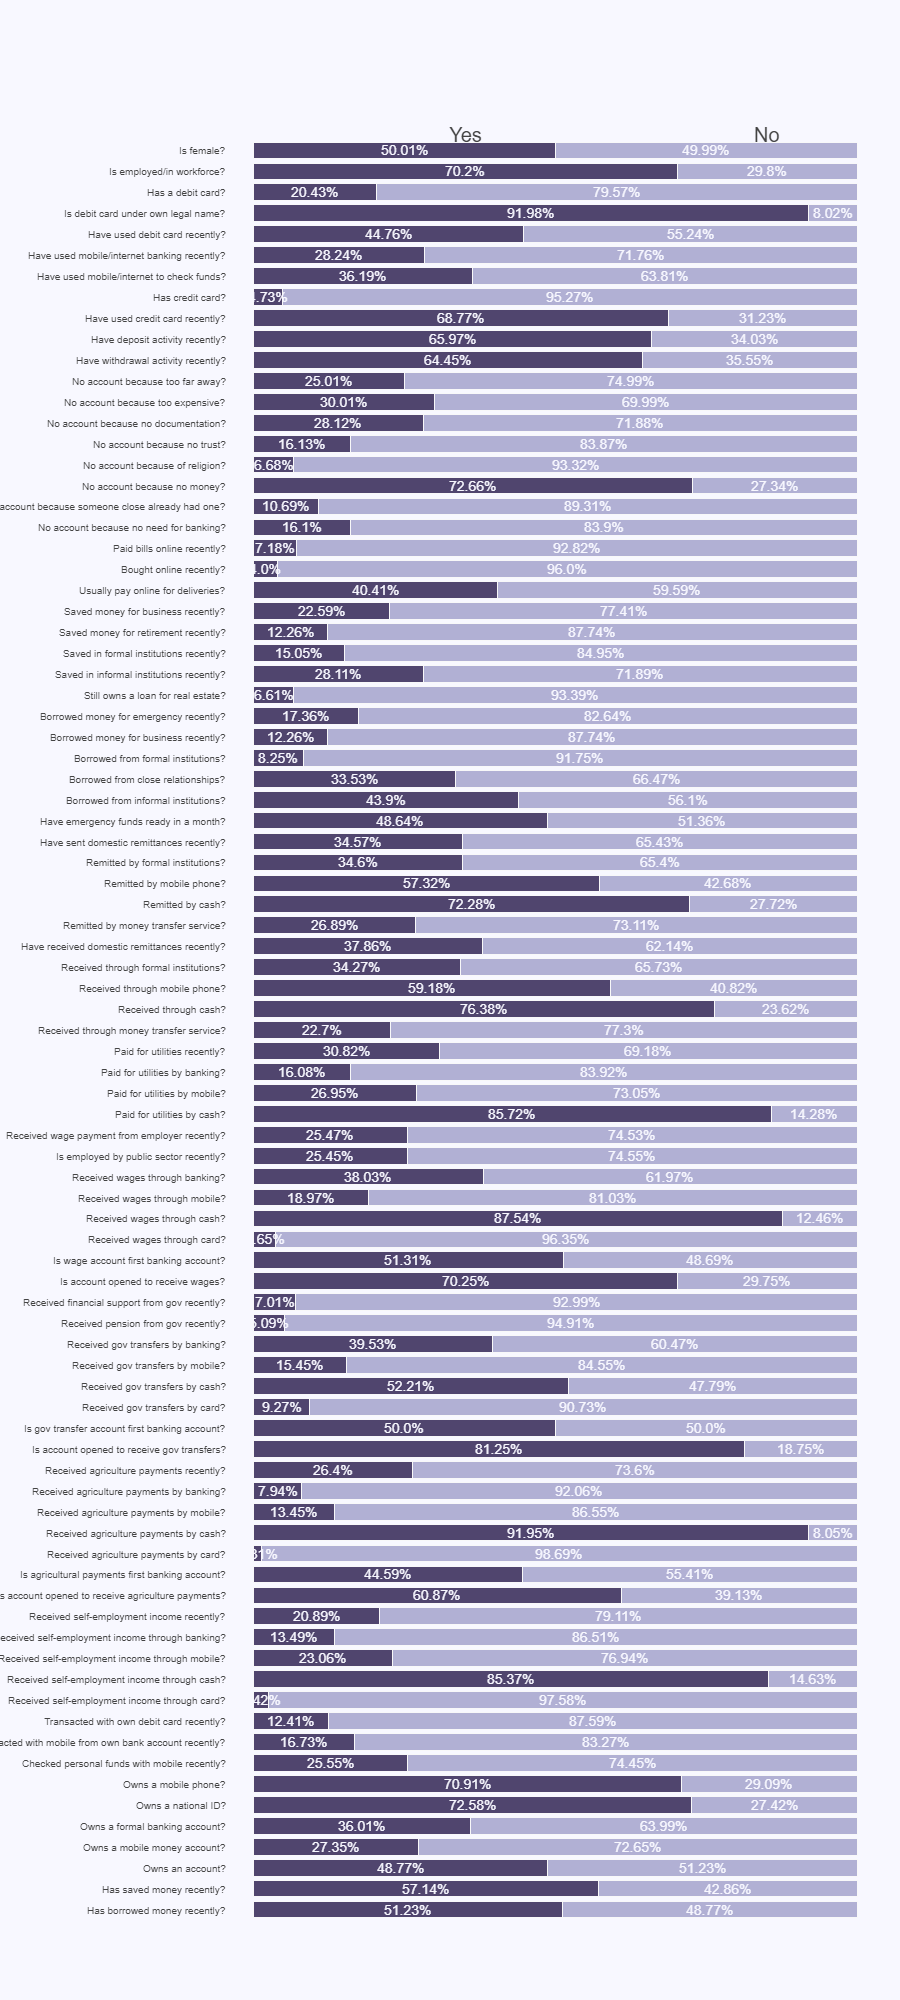 Yes No
Is female? 50.01% 49.99%
Is employed/in workforce? 70.2% 29.8%
Has a debit card? 20.43% 79.57%
Is debit card under own legal name? 91.98% 8.02%
Have used debit card recently? 44.76% 55.24%
Have used mobile/internet banking recently? 28.24% 71.76%
Have used mobile/internet to check funds? 36.19% 63.81%
Has credit card? .73% 95.27%
Have used credit card recently? 68.77% 31.23%
Have deposit activity recently? 65.97% 34.03%
Have withdrawal activity recently? 64.45% 35.55%
No account because too far away? 25.01% 74.99%
No account because too expensive? 30.01% 69.99%
No account because no documentation? 28.12% 71.88%
No account because no trust? 16.13% 83.87%
No account because of religion? 6.68% 93.32%
No account because no money? 72.66% 27.34%
account because someone close already had one? 10.69% 89.31%
No account because no need for banking? 16.1% 83.9%
Paid bills online recently? 7.18% 92.82%
Bought online recently? .0% 96.0%
Usually pay online for deliveries? 40.41% 59.59%
Saved money for business recently? 22.59% 77.41%
Saved money for retirement recently? 12.26% 87.74%
Saved in formal institutions recently? 15.05% 84.95%
Saved in informal institutions recently? 28.11% 71.89%
Still owns a loan for real estate? 6.61% 93.39%
Borrowed money for emergency recently? 17.36% 82.64%
Borrowed money for business recently? 12.26% 87.74%
Borrowed from formal institutions? 8.25% 91.75%
Borrowed from close relationships? 33.53% 66.47%
Borrowed from informal institutions? 43.9% 56.1%
Have emergency funds ready in a month? 48.64% 51.36%
Have sent domestic remittances recently? 34.57% 65.43%
Remitted by formal institutions? 34.6% 65.4%
Remitted by mobile phone? 57.32% 42.68%
Remitted by cash? 72.28% 27.72%
Remitted by money transfer service? 26.89% 73.11%
Have received domestic remittances recently? 37.86% 62.14%
Received through formal institutions? 34.27% 65.73%
Received through mobile phone? 59.18% 40.82%
Received through cash? 76.38% 23.62%
Received through money transfer service? 22.7% 77.3%
Paid for utilities recently? 30.82% 69.18%
Paid for utilities by banking? 16.08% 83.92%
Paid for utilities by mobile? 26.95% 73.05%
Paid for utilities by cash? 85.72% 14.28%
Received wage payment from employer recently? 25.47% 74.53%
Is employed by public sector recently? 25.45% 74.55%
Received wages through banking? 38.03% 61.97%
Received wages through mobile? 18.97% 81.03%
Received wages through cash? 87.54% 12.46%
Received wages through card? .65% 96.35%
Is wage account first banking account? 51.31% 48.69%
Is account opened to receive wages? 70.25% 29.75%
Received financial support from gov recently? 7.01% 92.99%
Received pension from gov recently? 5.09% 94.91%
Received gov transfers by banking? 39.53% 60.47%
Received gov transfers by mobile? 15.45% 84.55%
Received gov transfers by cash? 52.21% 47.79%
Received gov transfers by card? 9.27% 90.73%
Is gov transfer account first banking account? 50.0% 50.0%
Is account opened to receive gov transfers? 81.25% 18.75%
Received agriculture payments recently? 26.4% 73.6%
Received agriculture payments by banking? 7.94% 92.06%
Received agriculture payments by mobile? 13.45% 86.55%
Received agriculture payments by cash? 91.95% 8.05%
Received agriculture payments by card? 31% 98.69%
Is agricultural payments first banking account? 44.59% 55.41%
s account opened to receive agriculture payments? 60.87% 39.13%
Received self-employment income recently? 20.89% 79.11%
eceived self-employment income through banking? 13.49% 86.51%
Received self-employment income through mobile? 23.06% 76.94%
Received self-employment income through cash? 85.37% 14.63%
Received self-employment income through card? 42% 97.58%
Transacted with own debit card recently? 12.41% 87.59%
acted with mobile from own bank account recently? 16.73% 83.27%
Checked personal funds with mobile recently? 25.55% 74.45%
Owns a mobile phone? 70.91% 29.09%
Owns a national ID? 72.58% 27.42%
Owns a formal banking account? 36.01% 63.99%
Owns a mobile money account? 27.35% 72.65%
Owns an account? 48.77% 51.23%
Has saved money recently? 57.14% 42.86%
Has borrowed money recently? 51.23% 48.77%